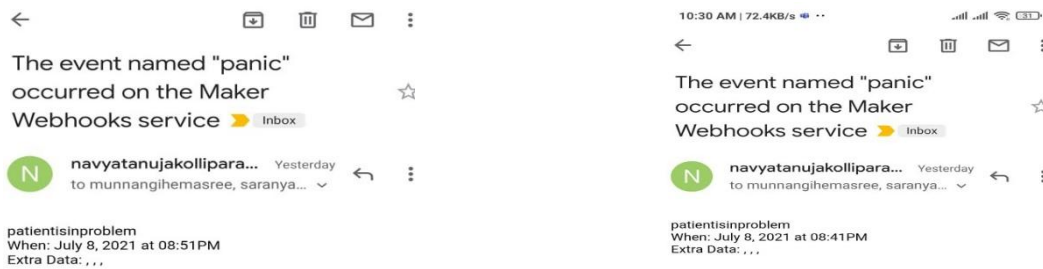 The event named "panic"
occurred on the Maker
Webhooks service Inbox
N
navyatanujakollipara... Yesterday
to munnangihemasree, saranya...
patientisinproblem
When: July 8, 2021 at 08:51PM
Extra Data: , , ,
10:30 AM | 72.4KB/s
31
The event named "panic"
occurred on the Maker
Webhooks service Inbox
N
navyatanujakollipara... Yesterday
to munnangihemasree, saranya...
patientisinproblem
When: July 8, 2021 at 08:41PM
Extra Data: , , ,